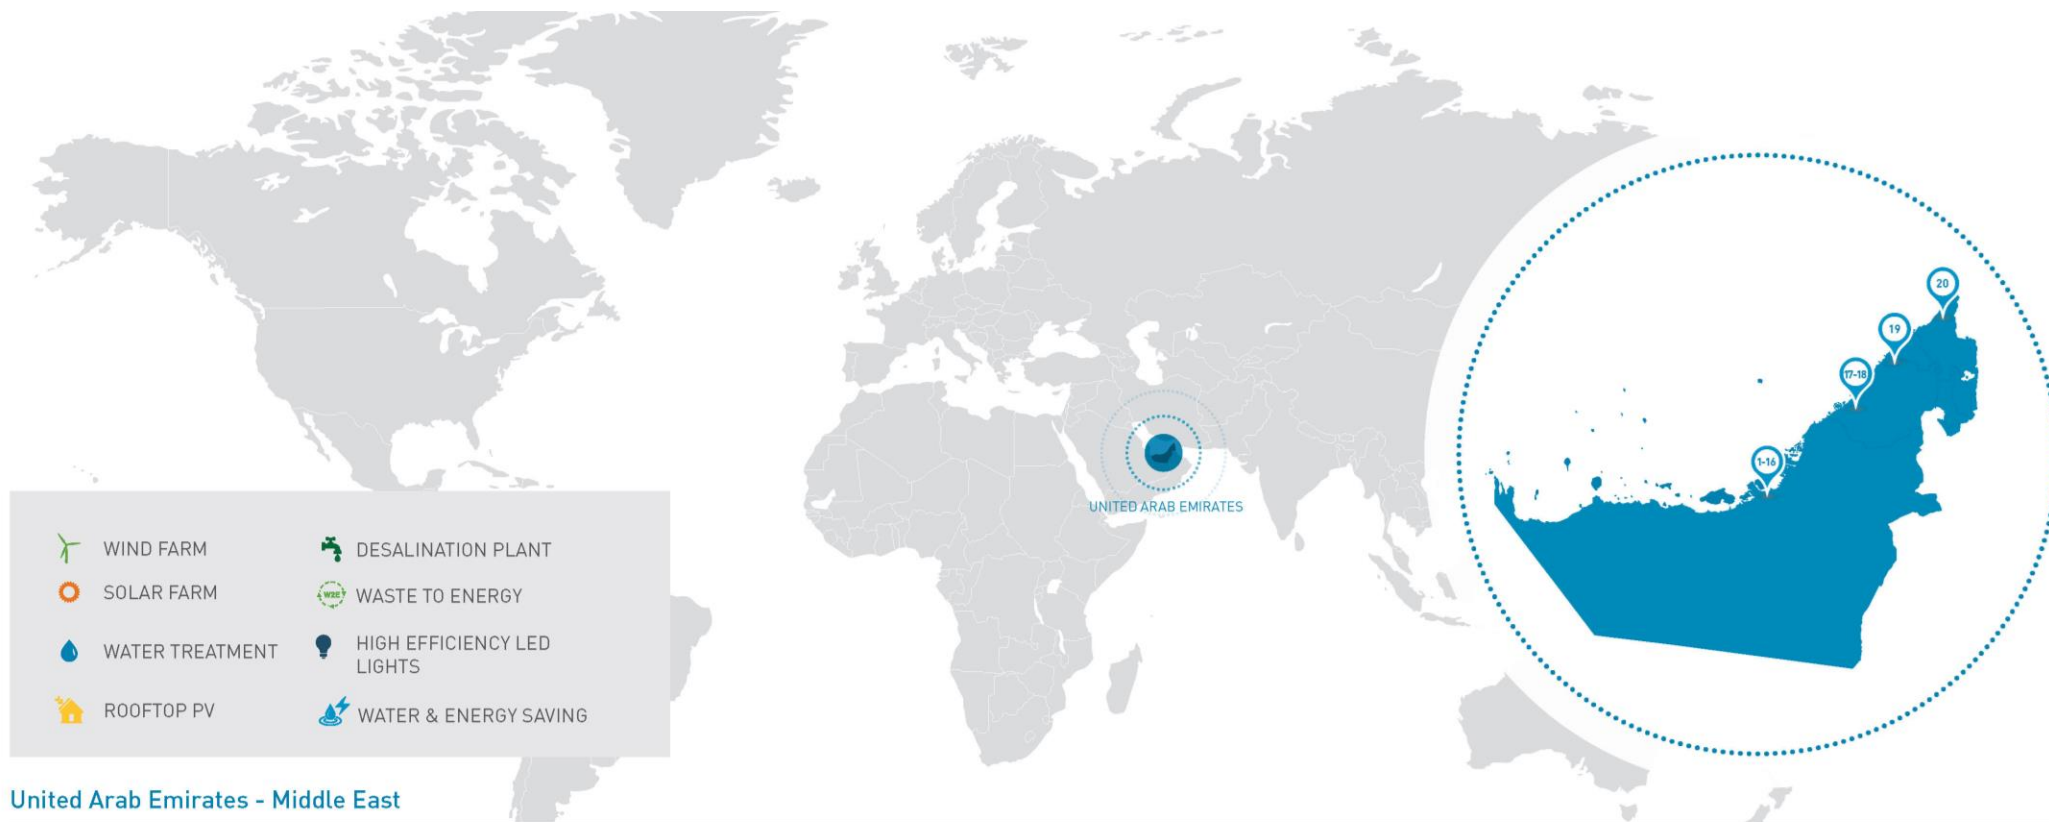 20
19
17-18
1-16
UNITED ARAB EMIRATES
WIND FARM
SOLAR FARM
WATER TREATMENT
ROOFTOP PV
DESALINATION PLANT
W2E
WASTE TO ENERGY
HIGH EFFICIENCY LED
LIGHTS
WATER & ENERGY SAVING
United Arab Emirates - Middle East